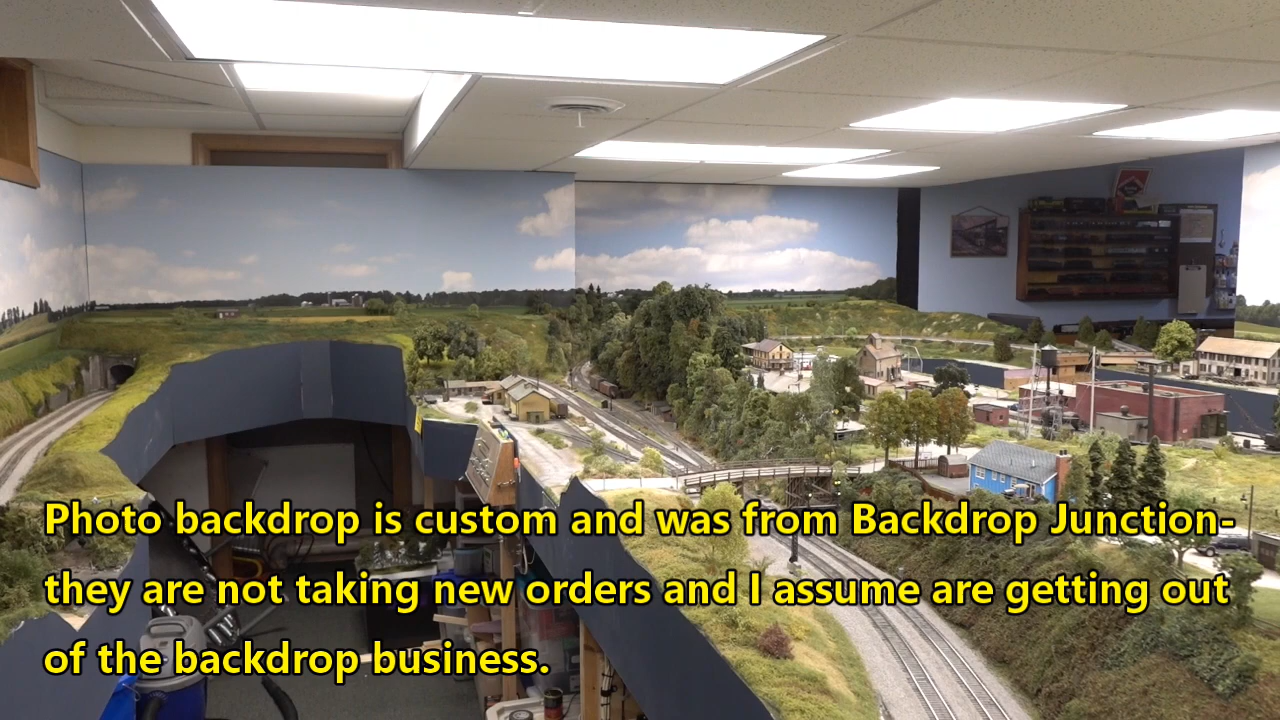 Photo backdrop is custom and was from Backdrop Junction-
they are not taking new orders and I assume are getting out
of the backdrop business.